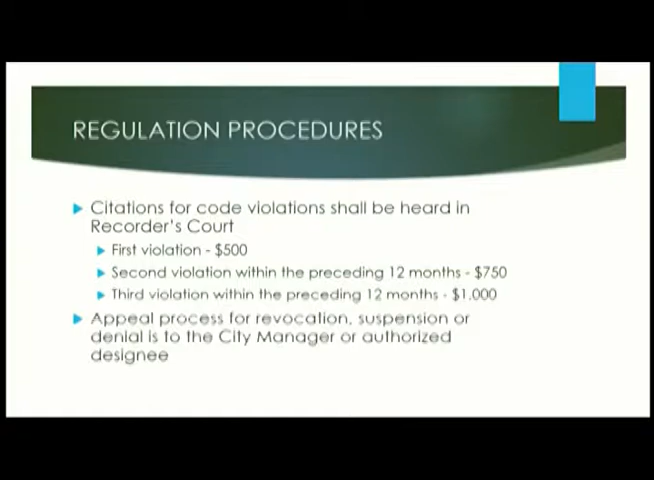 REGULATION PROCEDURES
Citations for code violations shall be heard in
Recorder's Court
First violation - $500
Second violation within the preceding 12 months - $750
Third violation within the preceding 12 months - $1,000
Appeal process for revocation, suspension or
denial is to the City Manager or authorized
designee